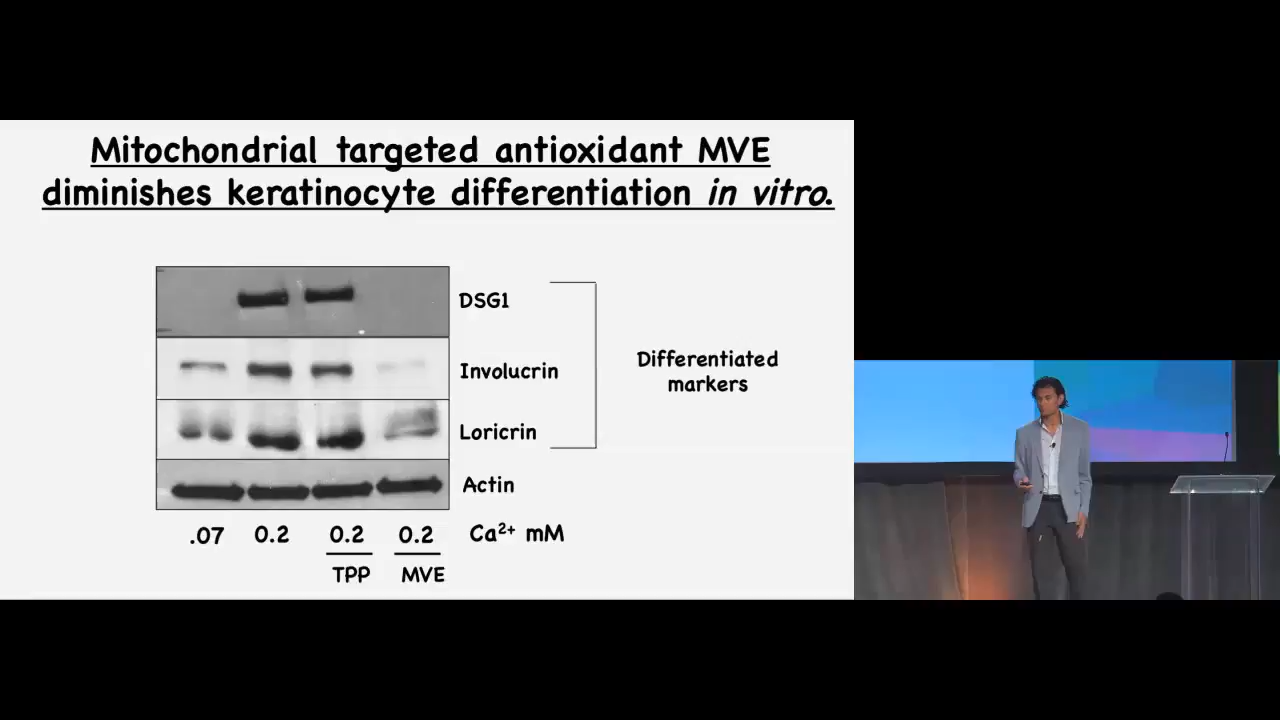 Mitochondrial targeted antioxidant MVE
diminishes keratinocyte differentiation in vitro.
DSG1
Involucrin
Loricrin
Actin
Differentiated
markers
.07 0.2 0.2 0.2 Ca²⁺ mM
TPP MVE